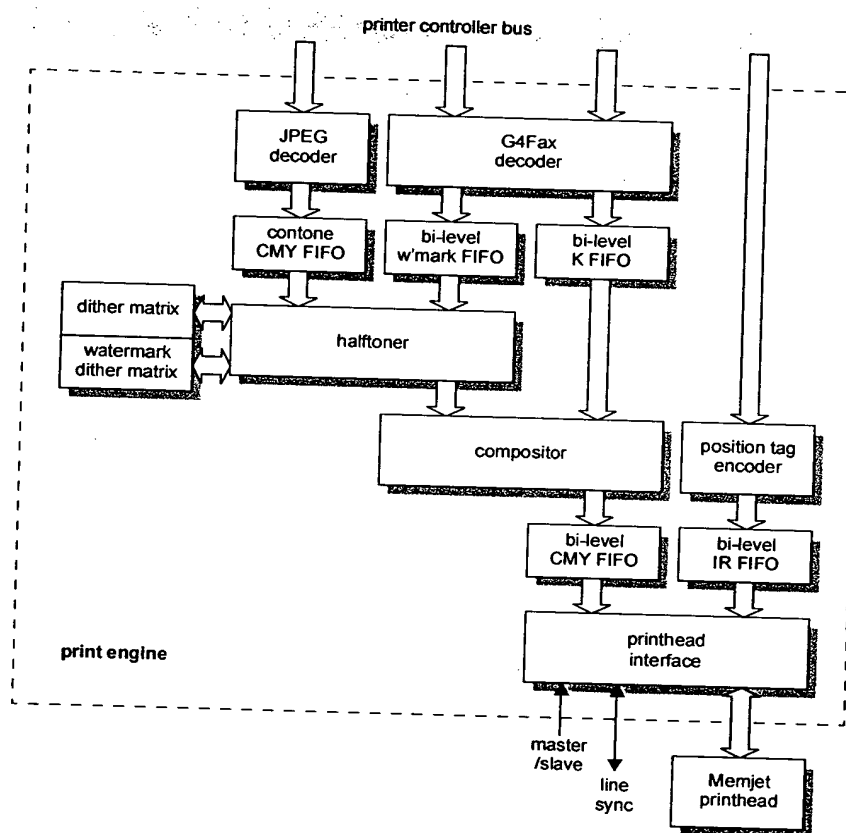 printer controller bus
JPEG
decoder
G4Fax
decoder
contone
CMY FIFO
bi-level
w'mark FIFO
bi-level
K FIFO
dither matrix
watermark
dither matrix
halftoner
compositor
position tag
encoder
bi-level
CMY FIFO
bi-level
IR FIFO
printhead
interface
print engine
master
/slave
line
sync
Memjet
printhead